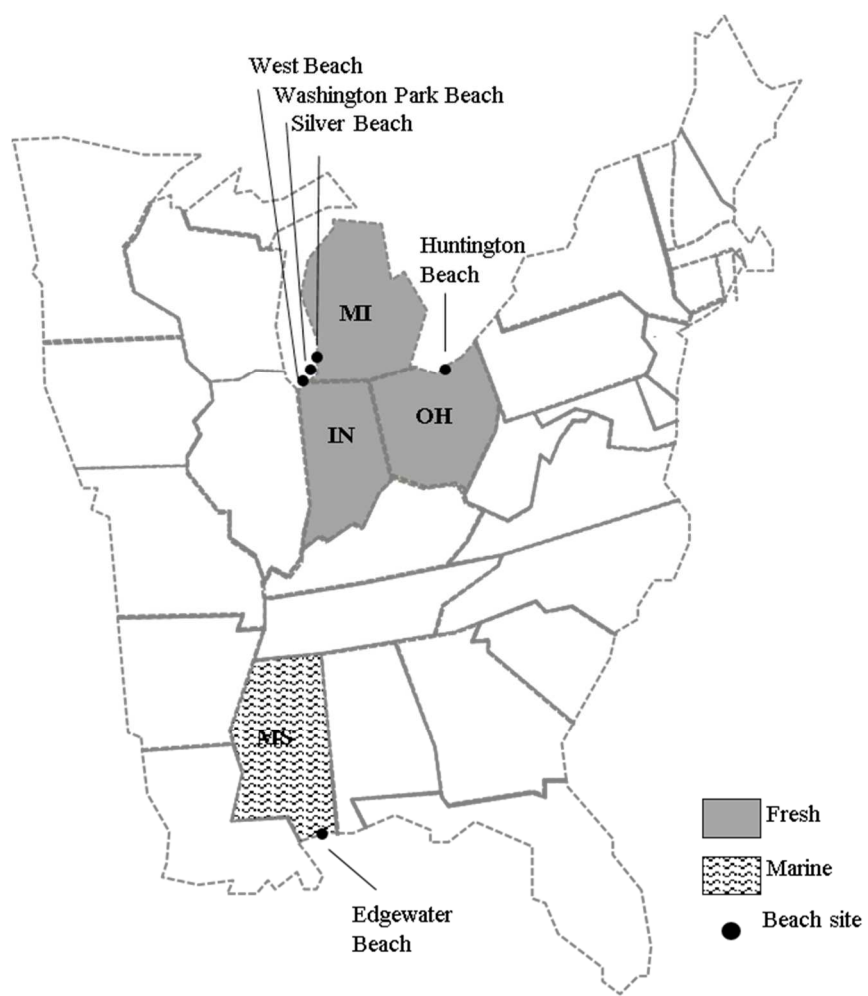 West Beach
Washington Park Beach
Silver Beach
Huntington
Beach
MI
IN
OH
MS
Fresh
Marine
Beach site
Edgewater
Beach